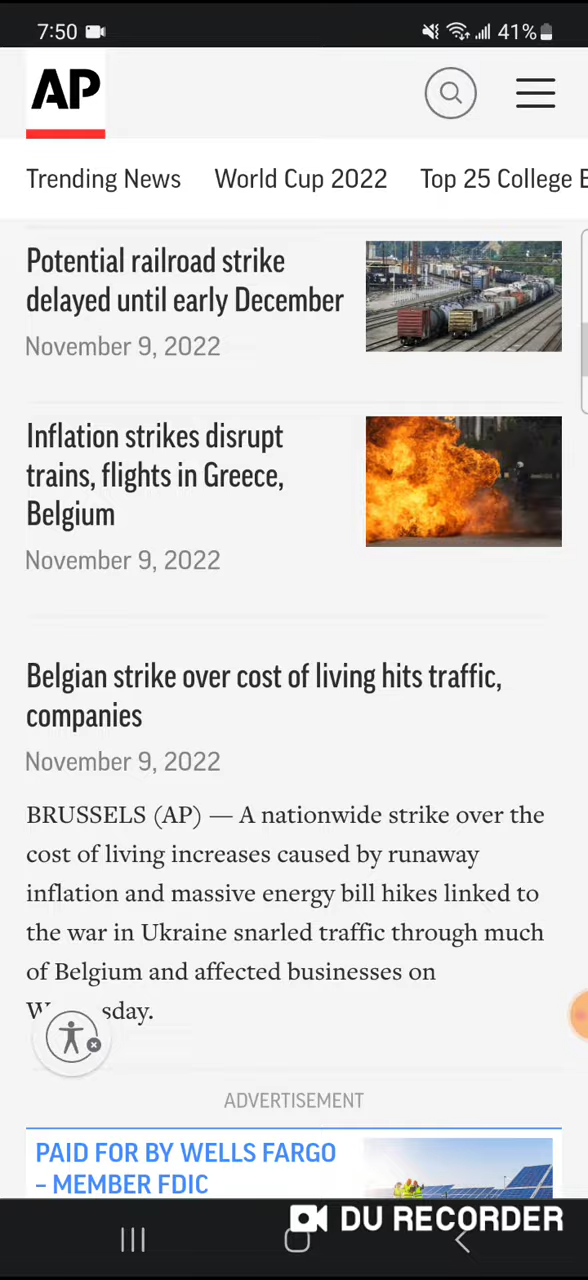 7:50
41%
AP
Trending News World Cup 2022 Top 25 College
Potential railroad strike
delayed until early December
November 9, 2022
Inflation strikes disrupt
trains, flights in Greece,
Belgium
November 9, 2022
Belgian strike over cost of living hits traffic,
companies
November 9, 2022
BRUSSELS (AP) — A nationwide strike over the
cost of living increases caused by runaway
inflation and massive energy bill hikes linked to
the war in Ukraine snarled traffic through much
of Belgium and affected businesses on
ADVERTISEMENT
PAID FOR BY WELLS FARGO
– MEMBER FDIC
DU RECORDER